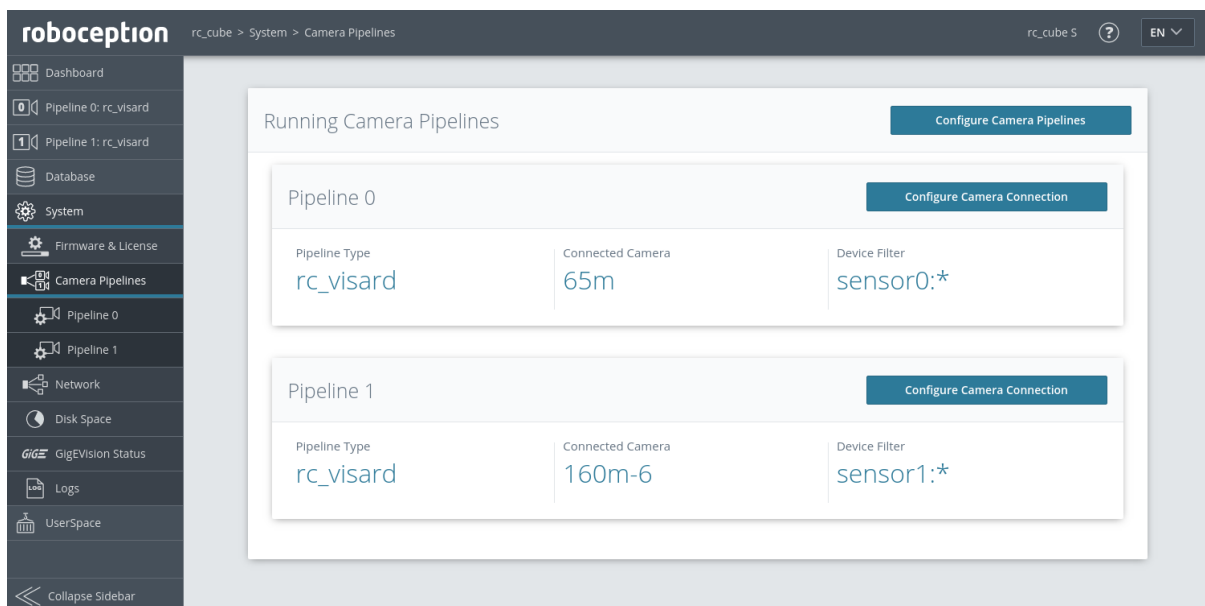 roboception
rc_cube > System > Camera Pipelines
rc_cube S
?
EN
Dashboard
0
Pipeline 0: rc_visard
1
Pipeline 1: rc_visard
Database
System
Firmware & License
0
1
Camera Pipelines
Pipeline 0
Pipeline 1
Network
Disk Space
GiGE
GigEVision Status
LOG
Logs
UserSpace
Collapse Sidebar
Running Camera Pipelines
Configure Camera Pipelines
Pipeline 0
Configure Camera Connection
Pipeline Type
Connected Camera
Device Filter
rc_visard
65m
sensor0:*
Pipeline 1
Configure Camera Connection
Pipeline Type
Connected Camera
Device Filter
rc_visard
160m-6
sensor1:*